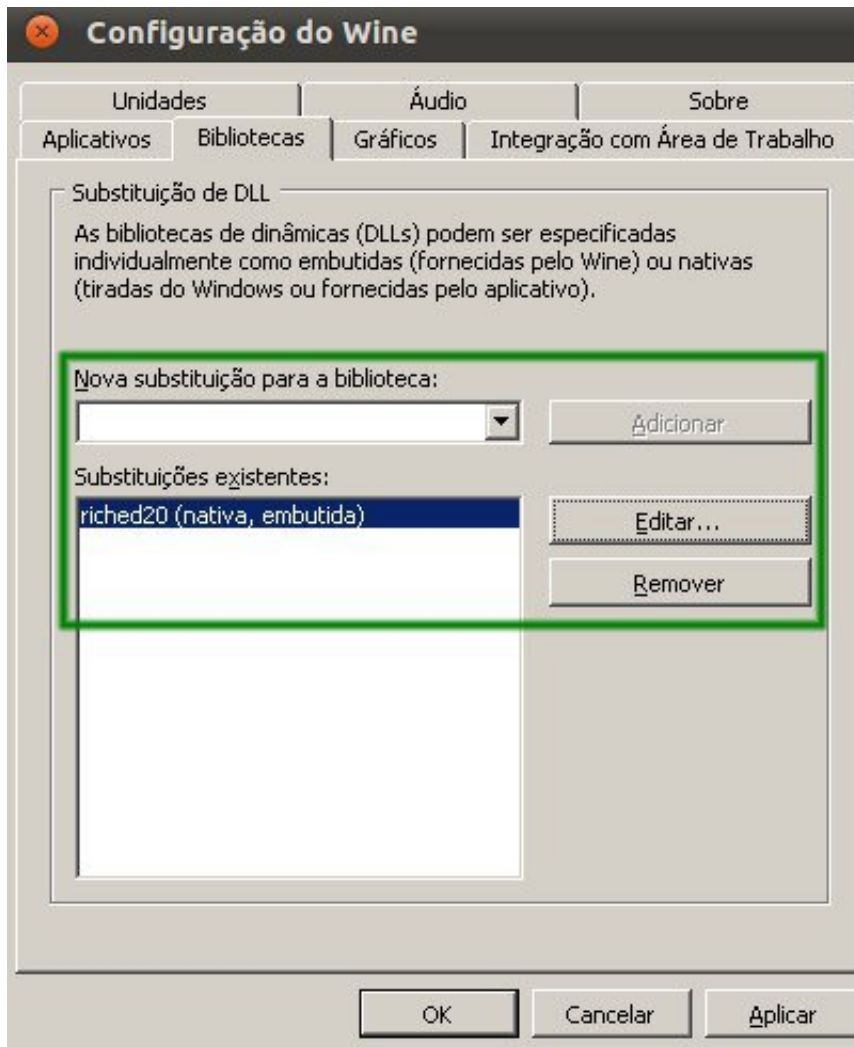 Configuração do Wine
Unidades
Áudio
Sobre
Aplicativos
Bibliotecas
Gráficos
Integração com Área de Trabalho
Substituição de DLL
As bibliotecas de dinâmicas (DLLs) podem ser especificadas
individualmente como embutidas (fornecidas pelo Wine) ou nativas
(tiradas do Windows ou fornecidas pelo aplicativo).
Nova substituição para a biblioteca:
Adicionar
Substituições existentes:
riched20 (nativa, embutida)
Editar...
Remover
OK
Cancelar
Aplicar